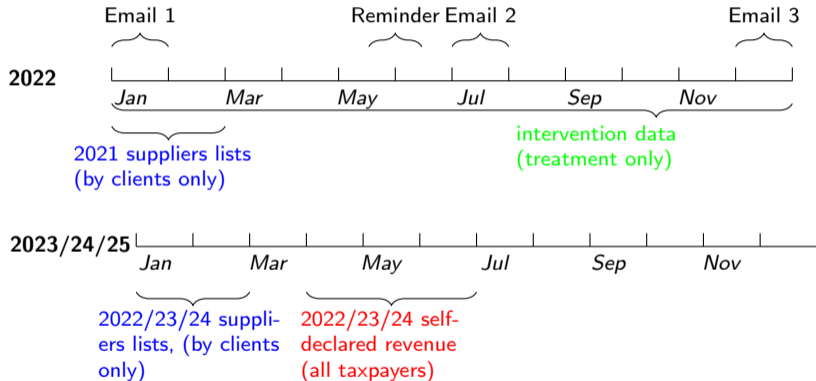 Email 1
Reminder Email 2
Email 3
2022
Jan Mar May Jul Sep Nov
intervention data
(treatment only)
2021 suppliers lists
(by clients only)
2023/24/25
Jan Mar May Jul Sep Nov
2022/23/24 suppli-
ers lists, (by clients
only)
2022/23/24 self-
declared revenue
(all taxpayers)